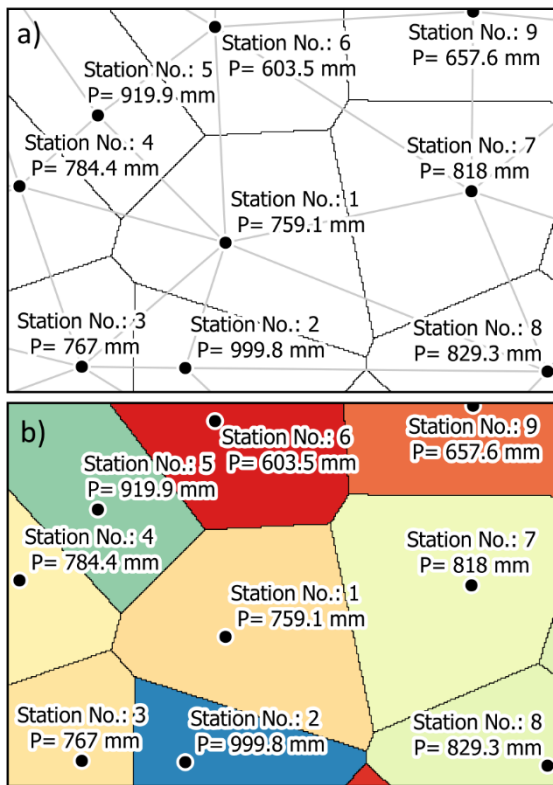 a)
Station No.: 6
P= 603.5 mm
Station No.: 9
P= 657.6 mm
Station No.: 5
P= 919.9 mm
Station No.: 4
P= 784.4 mm
Station No.: 7
P= 818 mm
Station No.: 1
P= 759.1 mm
Station No.: 3
P= 767 mm
Station No.: 2
P= 999.8 mm
Station No.: 8
P= 829.3 mm
b)
Station No.: 6
P= 603.5 mm
Station No.: 9
P= 657.6 mm
Station No.: 5
P= 919.9 mm
Station No.: 4
P= 784.4 mm
Station No.: 7
P= 818 mm
Station No.: 1
P= 759.1 mm
Station No.: 3
P= 767 mm
Station No.: 2
P= 999.8 mm
Station No.: 8
P= 829.3 mm